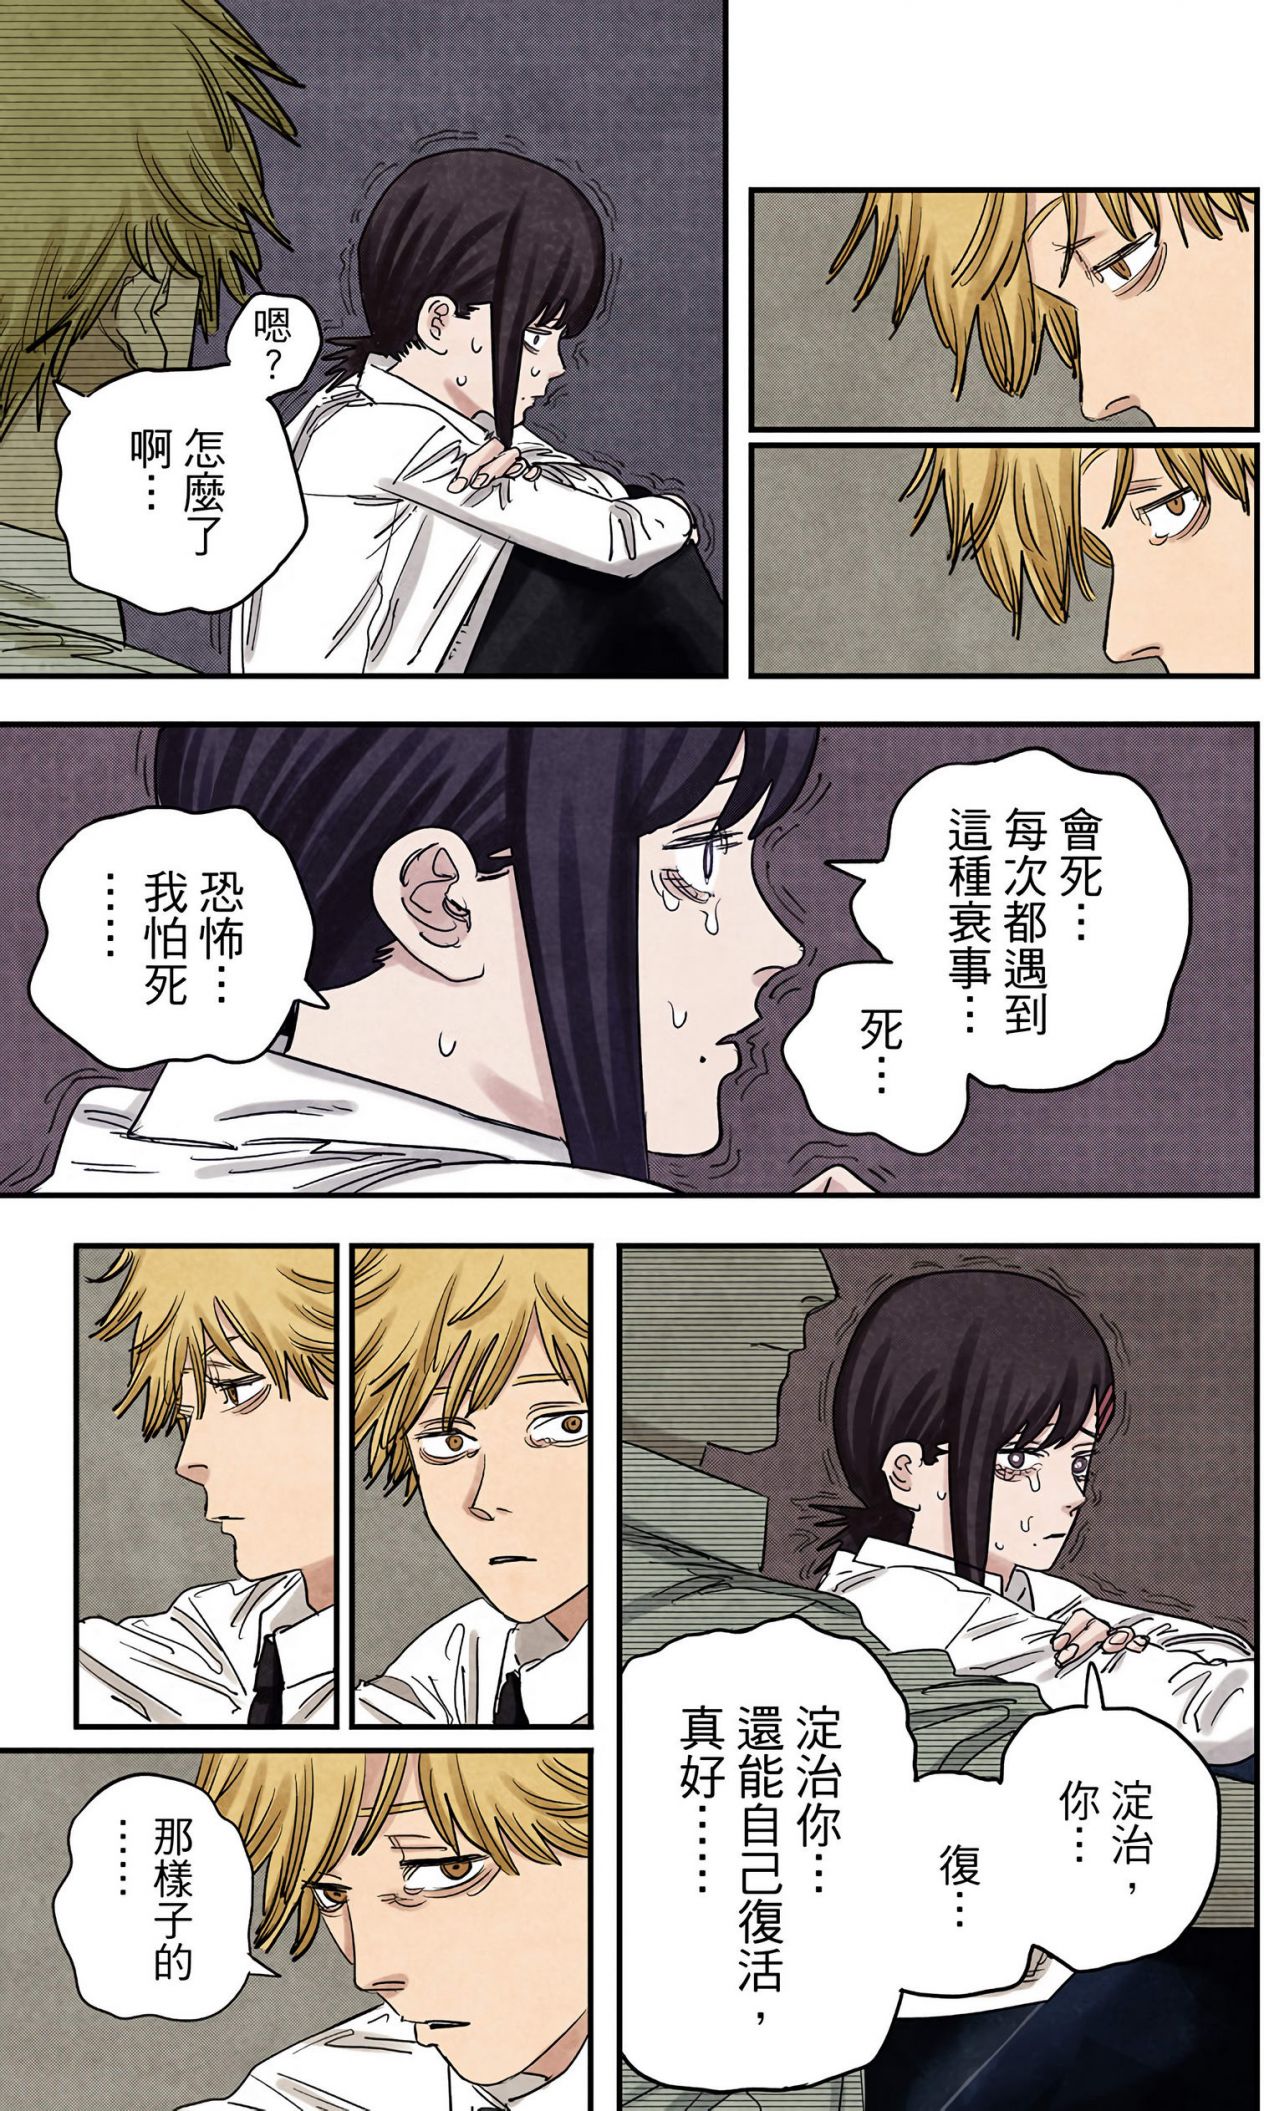 嗯？
怎麼了
啊…
會死…
每次都遇到
這種衰事…
死…
恐怖…
我怕死
……
淀治，
你…
復…
淀治你…
還能自己復活，
真好……
那樣子的
……